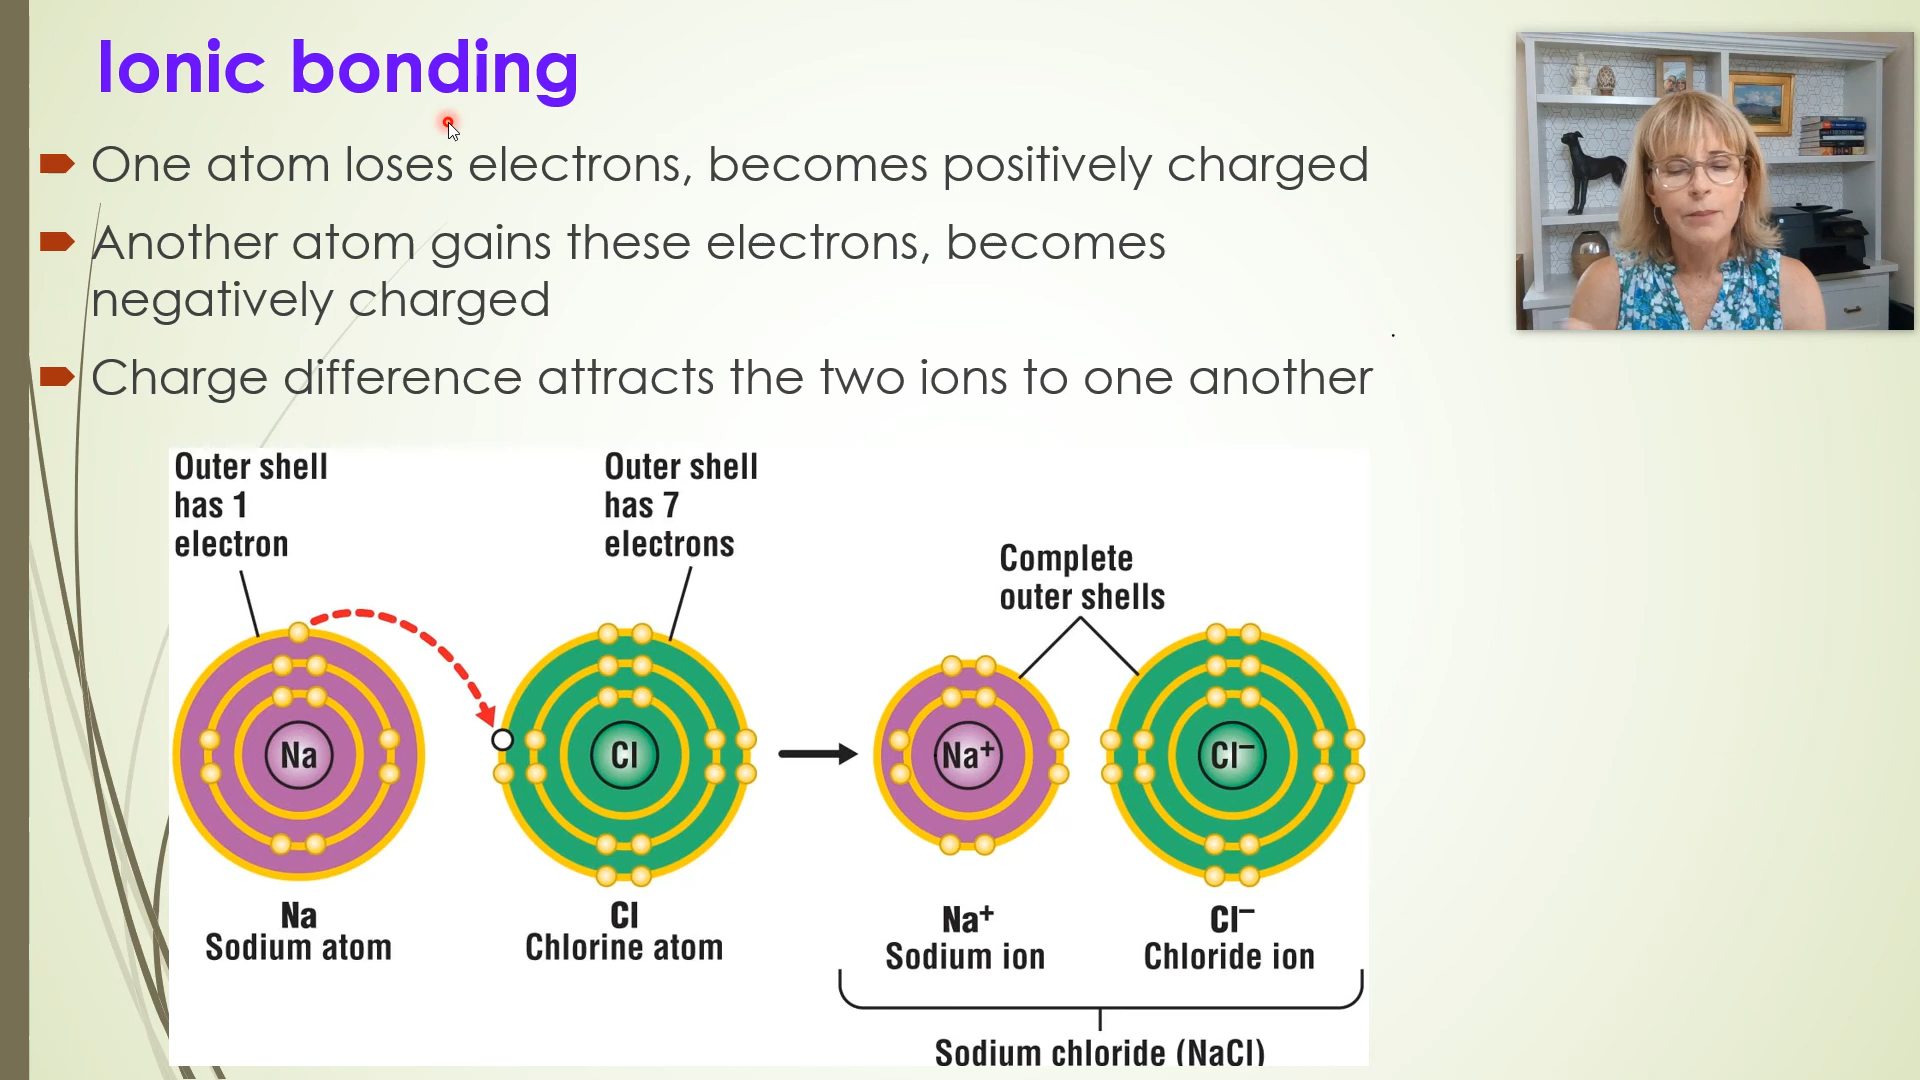 Ionic bonding
One atom loses electrons, becomes positively charged
Another atom gains these electrons, becomes
negatively charged
Charge difference attracts the two ions to one another
Outer shell
has 1
electron
Outer shell
has 7
electrons
Complete
outer shells
Na
Cl
Na+
Cl−
Na
Sodium atom
Cl
Chlorine atom
Na+
Sodium ion
Cl−
Chloride ion
Sodium chloride (NaCl)